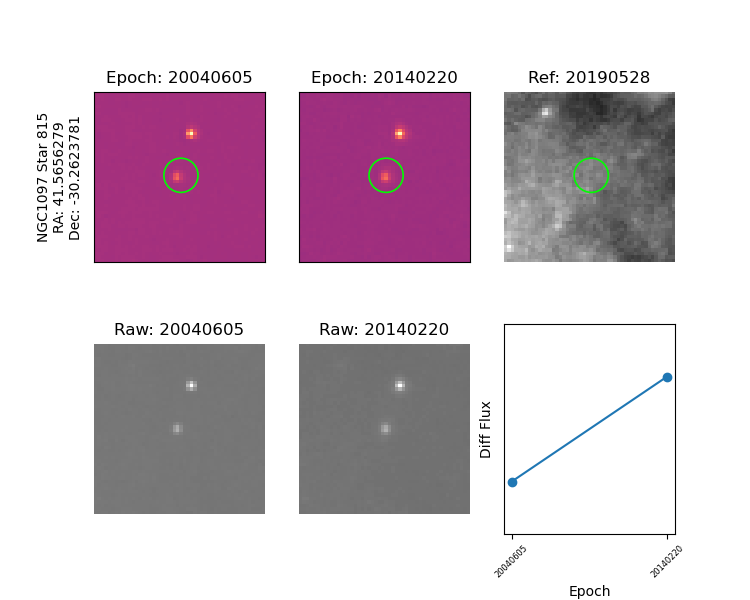 NGC1097 Star 815
RA: 41.5656279
Dec: -30.2623781
Epoch: 20040605
Epoch: 20140220
Ref: 20190528
Raw: 20040605
Raw: 20140220
Diff Flux
20040605
20140220
Epoch